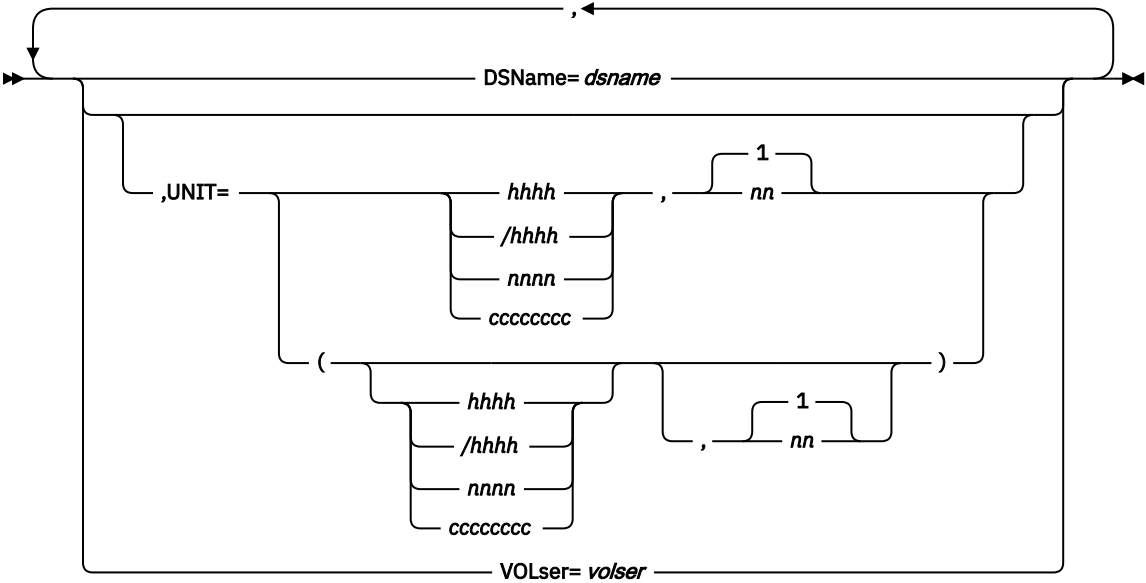 ,
DSName= dsname
1
,UNIT= hhhh , nn
/hhhh
nnnn
cccccccc
( )
hhhh 1
/hhhh , nn
nnnn
cccccccc
VOLser= volser